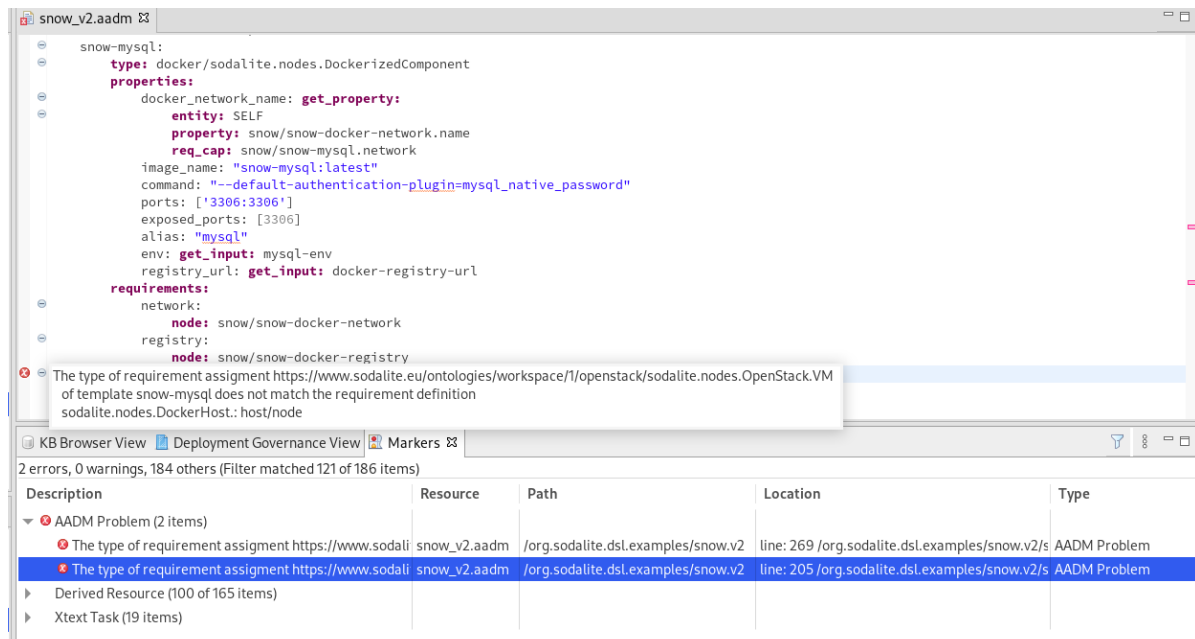 snow_v2.aadm
snow-mysql:
type: docker/sodalite.nodes.DockerizedComponent
properties:
docker_network_name: get_property:
entity: SELF
property: snow/snow-docker-network.name
req_cap: snow/snow-mysql.network
image_name: "snow-mysql:latest"
command: "--default-authentication-plugin=mysql_native_password"
ports: ['3306:3306']
exposed_ports: [3306]
alias: "mysql"
env: get_input: mysql-env
registry_url: get_input: docker-registry-url
requirements:
network:
node: snow/snow-docker-network
registry:
node: snow/snow-docker-registry
The type of requirement assigment https://www.sodalite.eu/ontologies/workspace/1/openstack/sodalite.nodes.OpenStack.VM
of template snow-mysql does not match the requirement definition
sodalite.nodes.DockerHost.: host/node
KB Browser View Deployment Governance View Markers
2 errors, 0 warnings, 184 others (Filter matched 121 of 186 items)
Description Resource Path Location Type
AADM Problem (2 items)
The type of requirement assigment https://www.sodali snow_v2.aadm /org.sodalite.dsl.examples/snow.v2 line: 269 /org.sodalite.dsl.examples/snow.v2/s AADM Problem
The type of requirement assigment https://www.sodali snow_v2.aadm /org.sodalite.dsl.examples/snow.v2 line: 205 /org.sodalite.dsl.examples/snow.v2/s AADM Problem
Derived Resource (100 of 165 items)
Xtext Task (19 items)